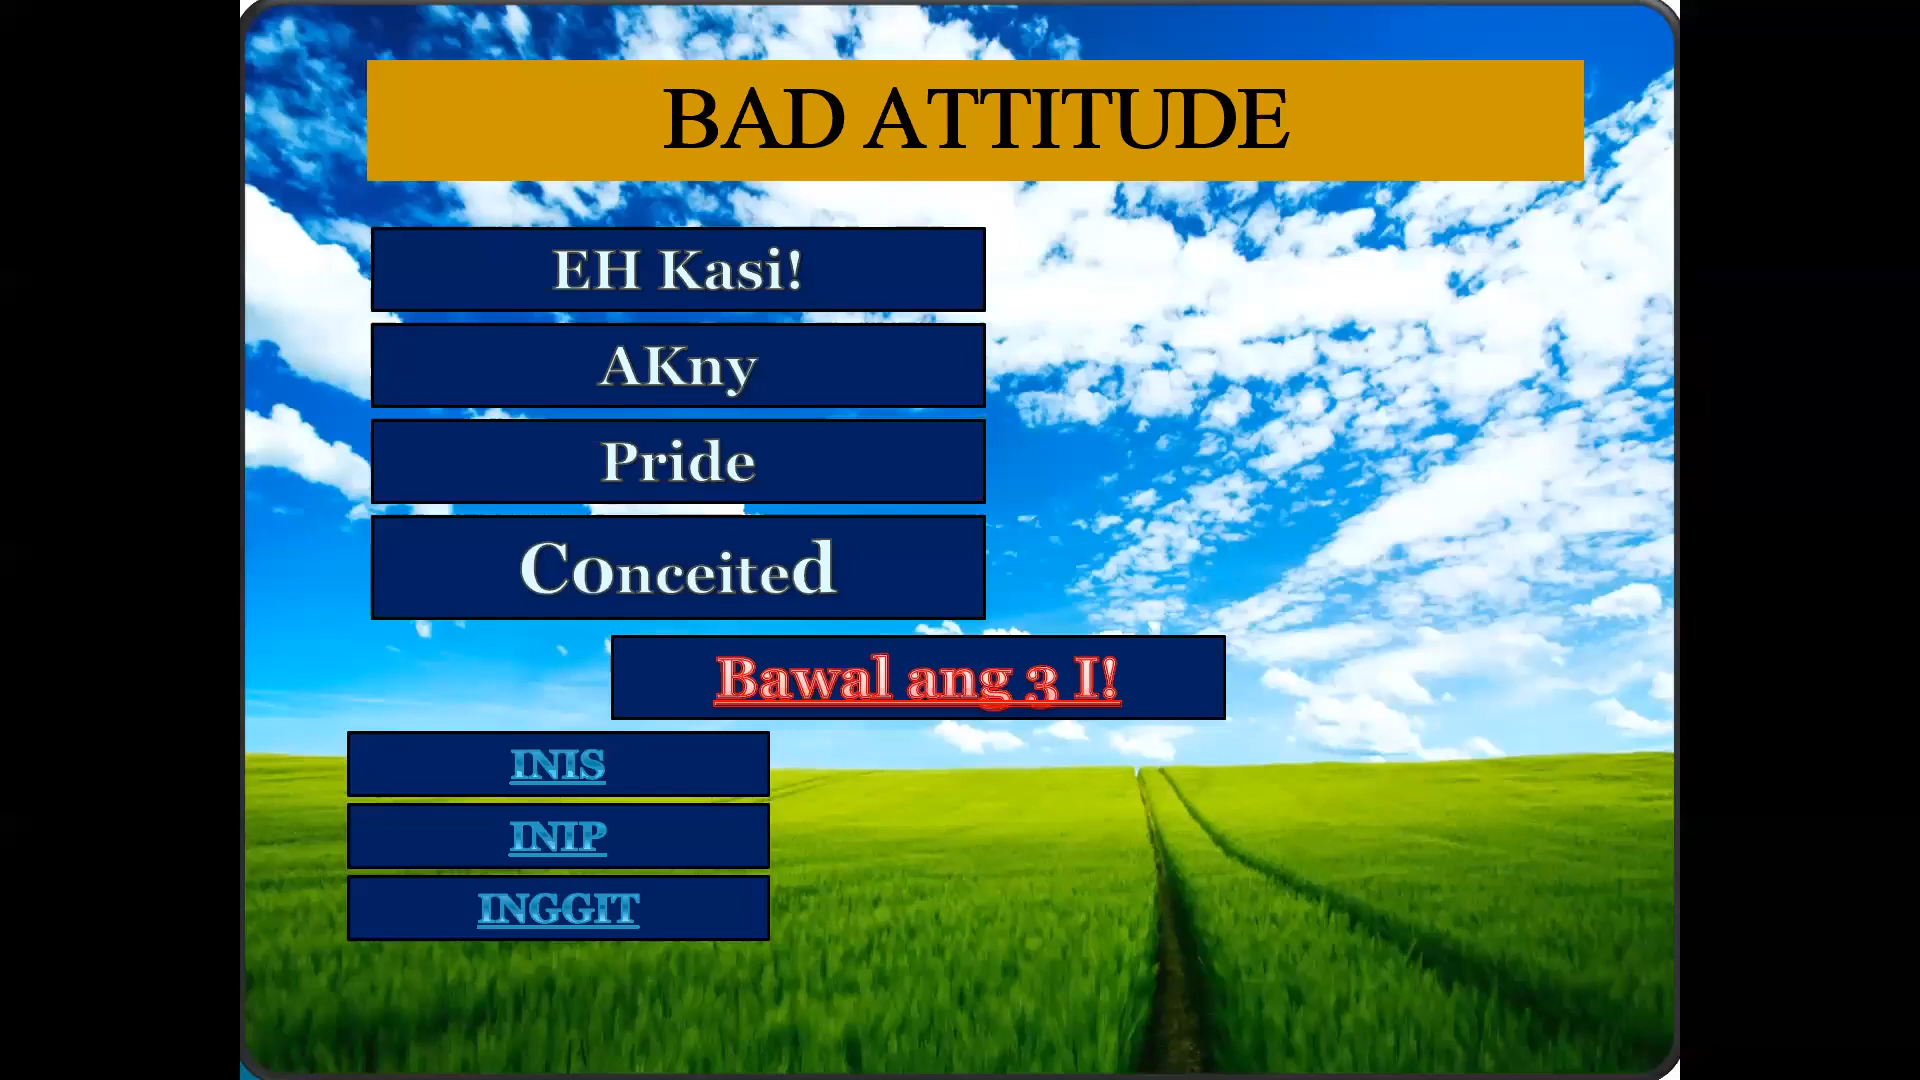 BAD ATTITUDE
EH Kasi!
AKny
Pride
Conceited
Bawal ang 3 I!
INIS
INIP
INGGIT